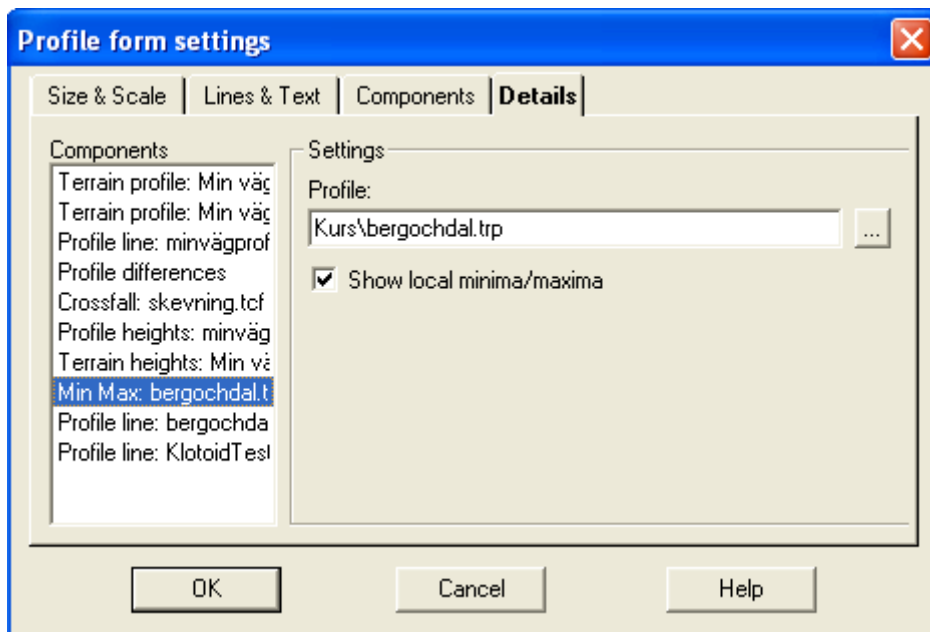 Profile form settings
Size & Scale
Lines & Text
Components
Details
Components
Terrain profile: Min väg
Terrain profile: Min väg
Profile line: minvägprof
Profile differences
Crossfall: skevning.tcf
Profile heights: minväg
Terrain heights: Min vä
Min Max: bergochdal.t
Profile line: bergochda
Profile line: KlotoidTest
Settings
Profile:
Kurs\bergochdal.trp
...
Show local minima/maxima
OK
Cancel
Help